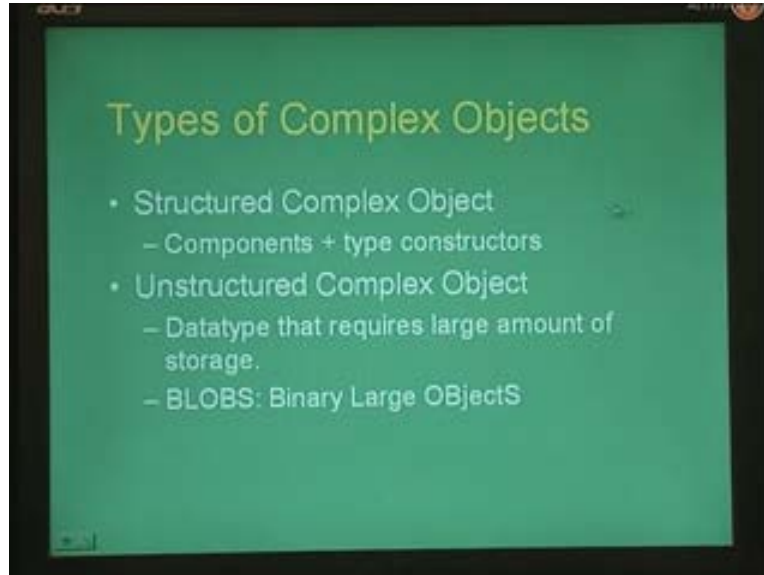 acer
Types of Complex Objects
• Structured Complex Object
– Components + type constructors
• Unstructured Complex Object
– Datatype that requires large amount of
storage.
– BLOBS: Binary Large OBjectS